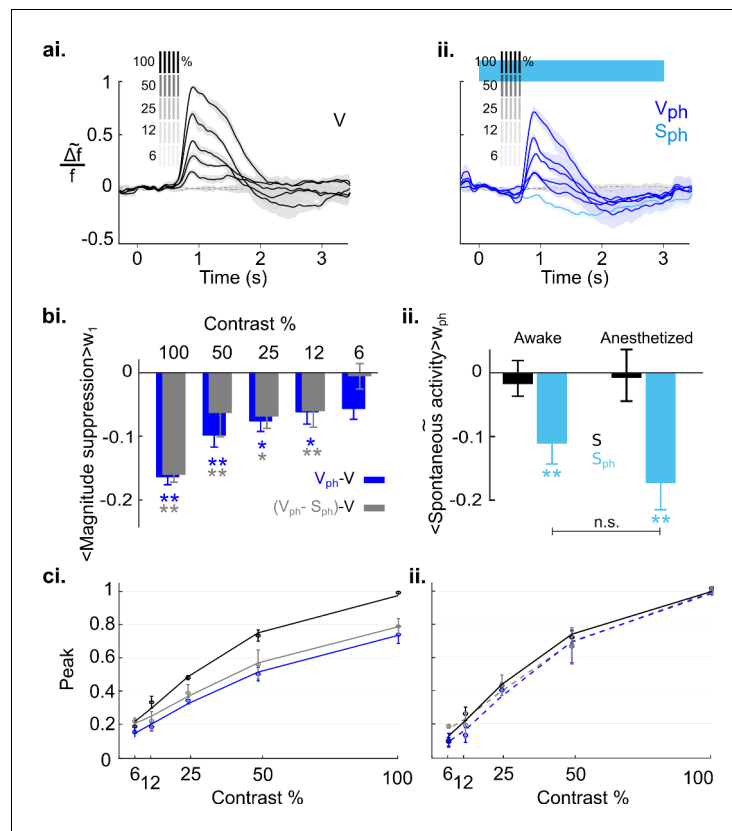 ai.
100 %
50
25
12
6
1
0.5
0
-0.5
Δf̃
f
V
0 1 2 3
Time (s)
ii.
100 %
50
25
12
6
Vph
Sph
0 1 2 3
Time (s)
bi.
Contrast %
100 50 25 12 6
0
-0.1
-0.2
<Magnitude suppression>w1
** ** * *
** ** * **
Vph-V
(Vph- Sph)-V
ii.
Awake Anesthetized
0
-0.1
-0.2
<Spontaneous activity>w̃ph
S
Sph
**
**
n.s.
ci.
1
0.8
0.6
0.4
0.2
0
Peak
6 12 25 50 100
Contrast %
ii.
6 12 25 50 100
Contrast %